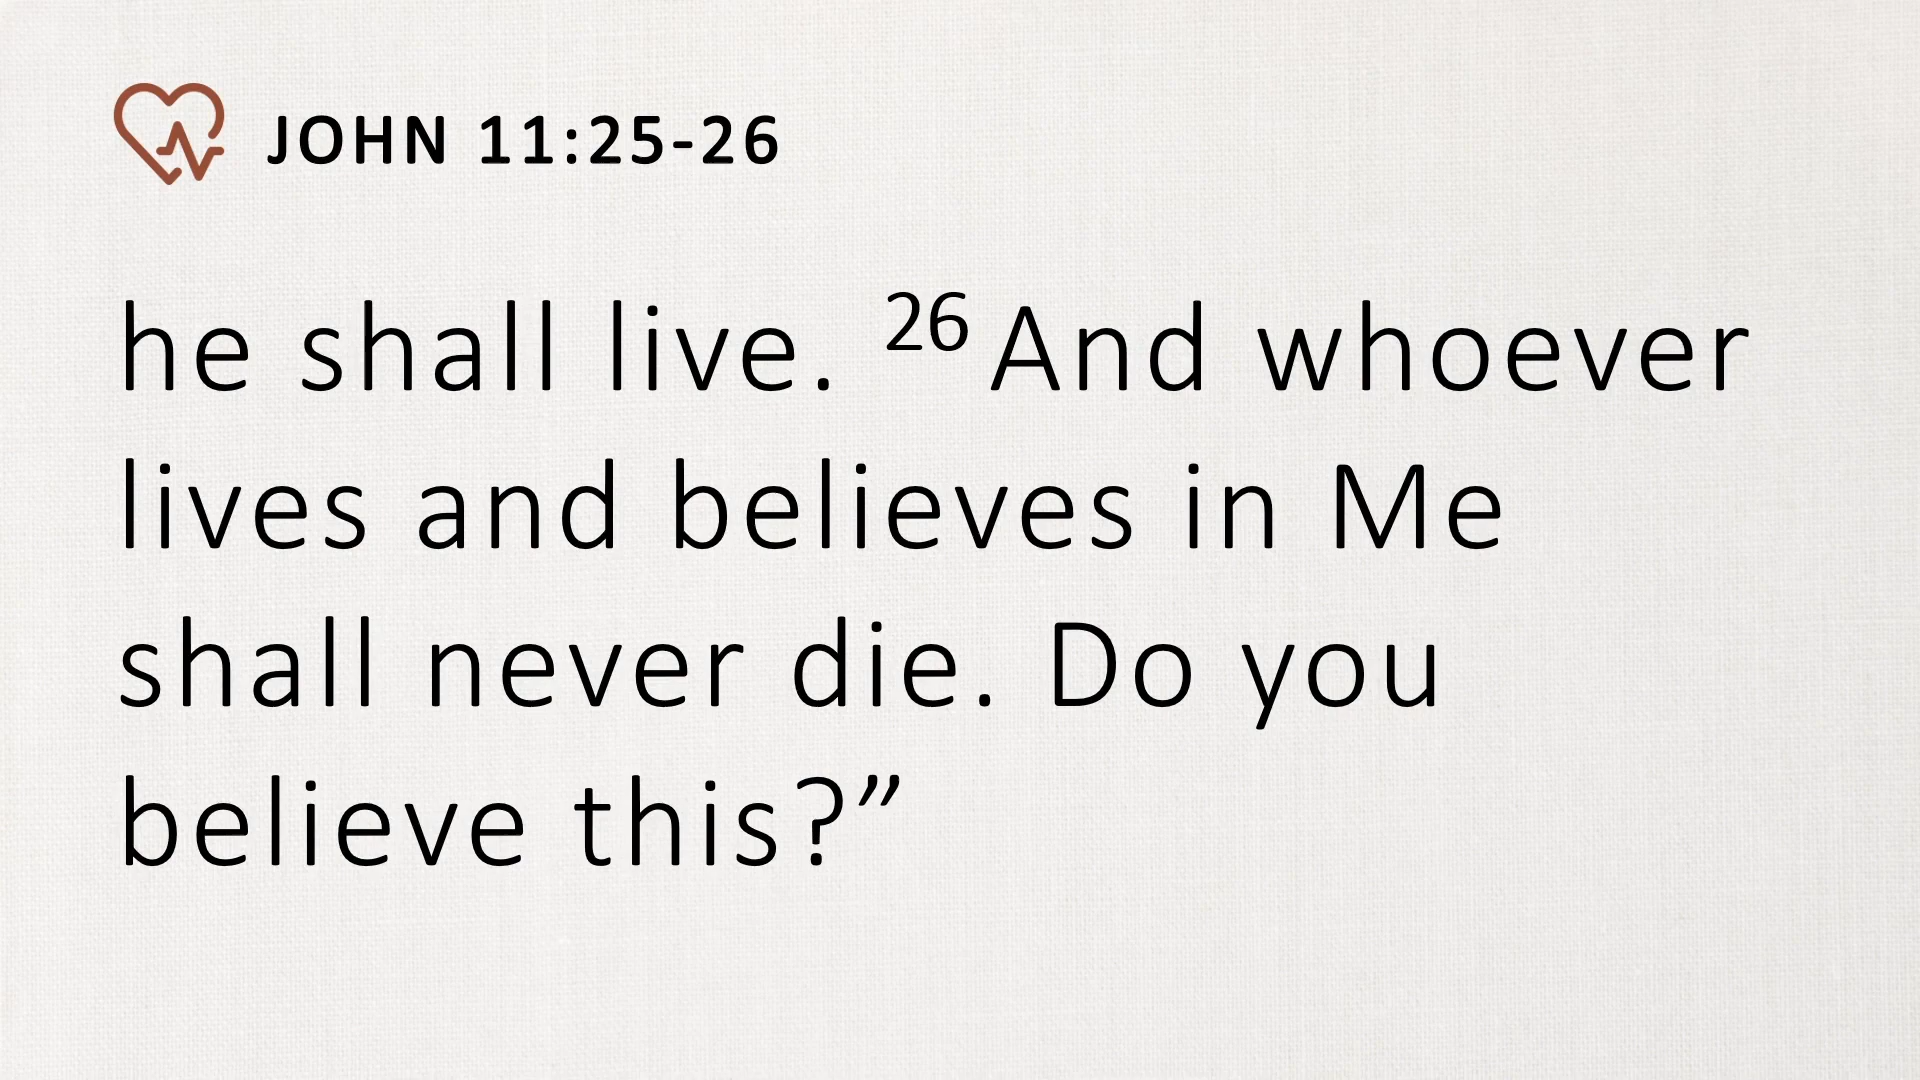 JOHN 11:25-26
he shall live. 26 And whoever
lives and believes in Me
shall never die. Do you
believe this?”